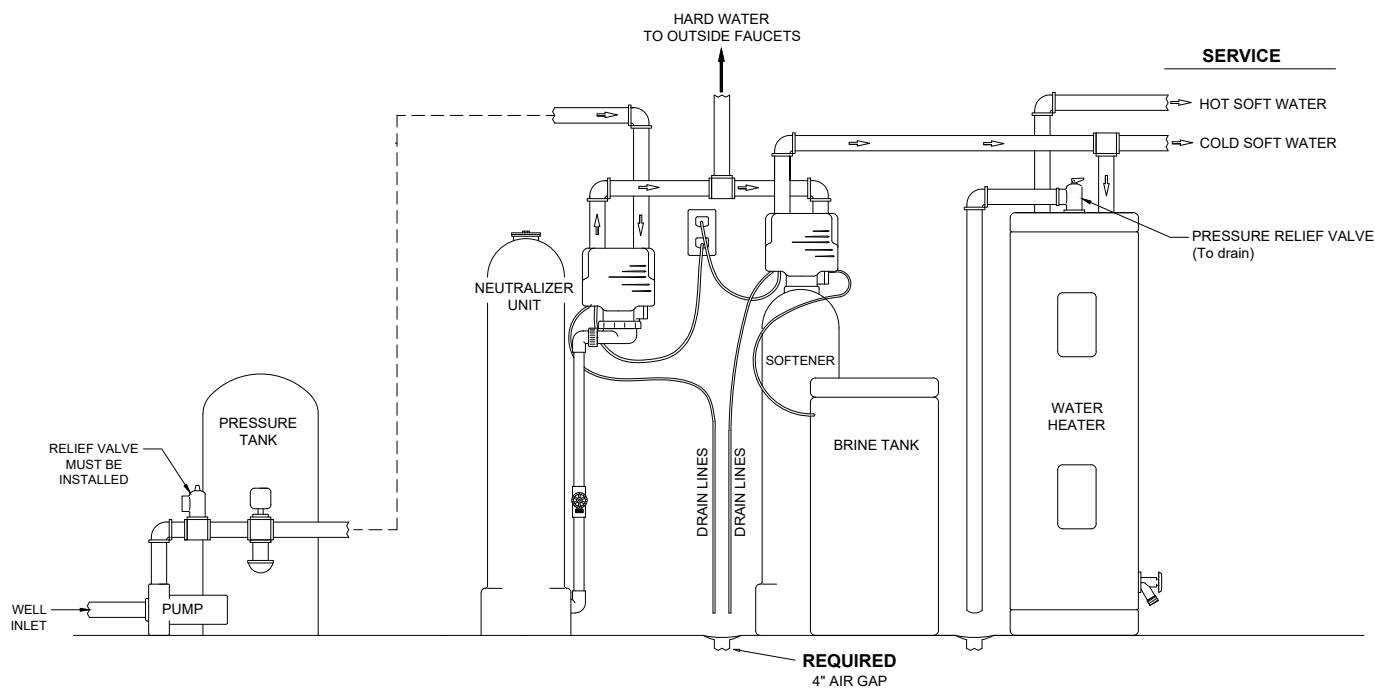 HARD WATER
TO OUTSIDE FAUCETS
SERVICE
HOT SOFT WATER
COLD SOFT WATER
PRESSURE RELIEF VALVE
(To drain)
NEUTRALIZER
UNIT
SOFTENER
PRESSURE
TANK
WATER
HEATER
BRINE TANK
RELIEF VALVE
MUST BE
INSTALLED
DRAIN LINES
DRAIN LINES
WELL
INLET
PUMP
REQUIRED
4" AIR GAP